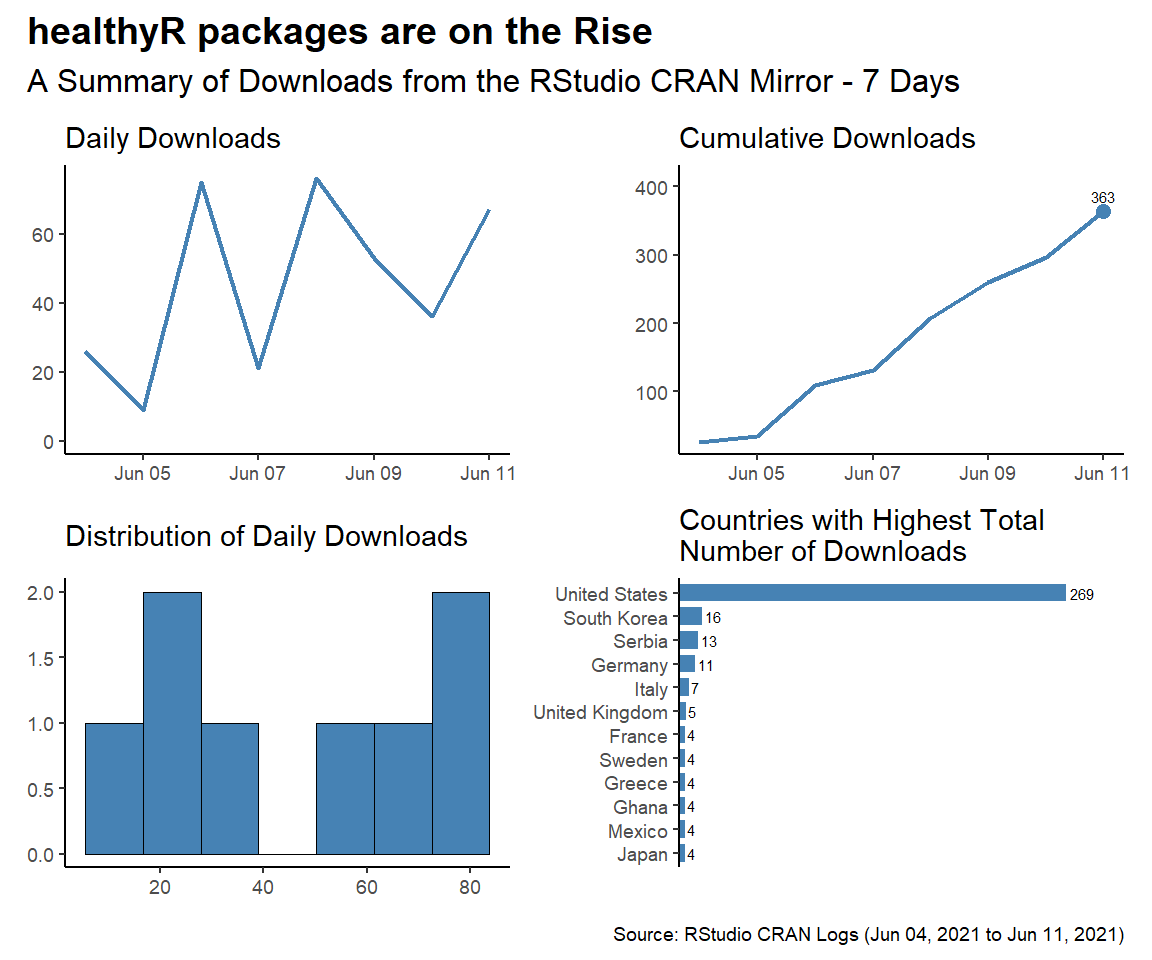 healthyR packages are on the Rise
A Summary of Downloads from the RStudio CRAN Mirror - 7 Days
Daily Downloads
60
40
20
0
Jun 05
Jun 07
Jun 09
Jun 11
Cumulative Downloads
400
300
200
100
363
Jun 05
Jun 07
Jun 09
Jun 11
Distribution of Daily Downloads
2.0
1.5
1.0
0.5
0.0
20
40
60
80
Countries with Highest Total
Number of Downloads
United States 269
South Korea 16
Serbia 13
Germany 11
Italy 7
United Kingdom 5
France 4
Sweden 4
Greece 4
Ghana 4
Mexico 4
Japan 4
Source: RStudio CRAN Logs (Jun 04, 2021 to Jun 11, 2021)